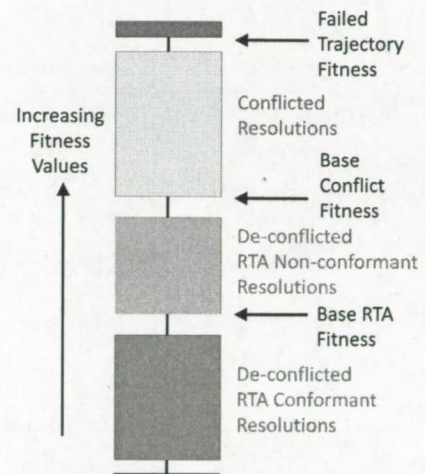 Failed
Trajectory
Fitness
Increasing
Fitness
Values
Conflicted
Resolutions
Base
Conflict
Fitness
De-conflicted
RTA Non-conformant
Resolutions
Base RTA
Fitness
De-conflicted
RTA Conformant
Resolutions